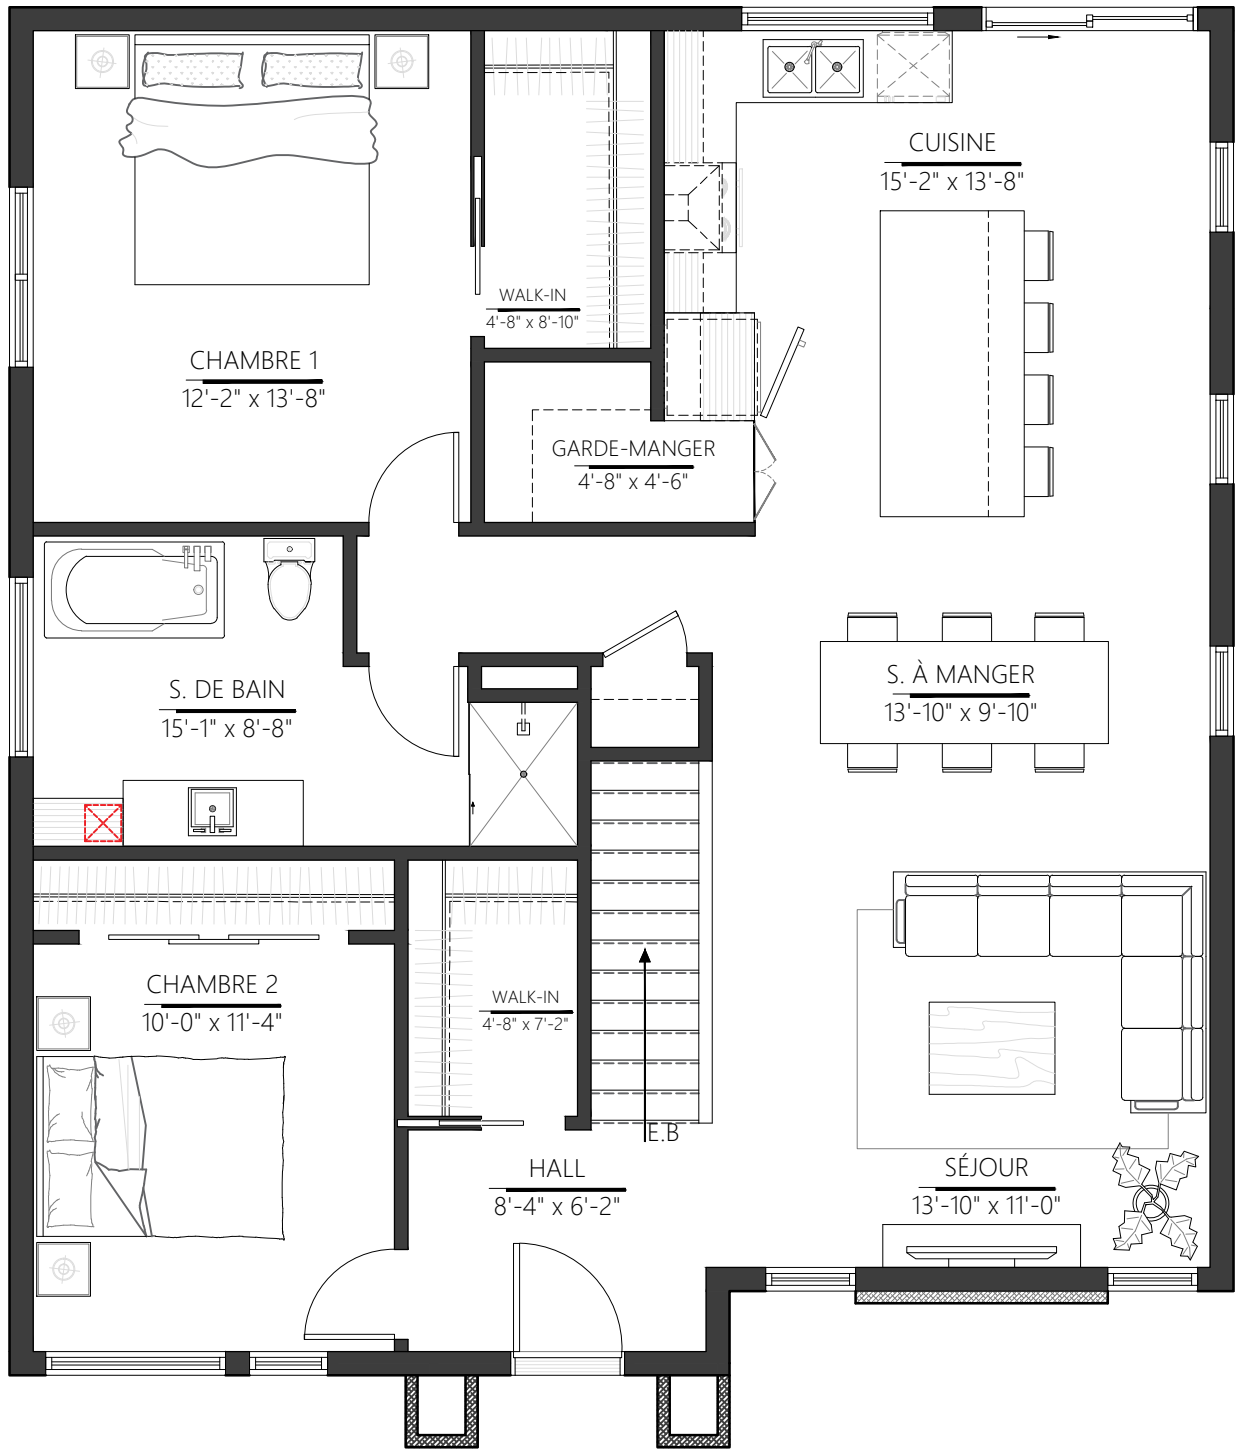 CUISINE
15'-2" x 13'-8"
WALK-IN
4'-8" x 8'-10"
CHAMBRE 1
12'-2" x 13'-8"
GARDE-MANGER
4'-8" x 4'-6"
S. DE BAIN
15'-1" x 8'-8"
S. À MANGER
13'-10" x 9'-10"
CHAMBRE 2
10'-0" x 11'-4"
WALK-IN
4'-8" x 7'-2"
E.B
HALL
8'-4" x 6'-2"
SÉJOUR
13'-10" x 11'-0"